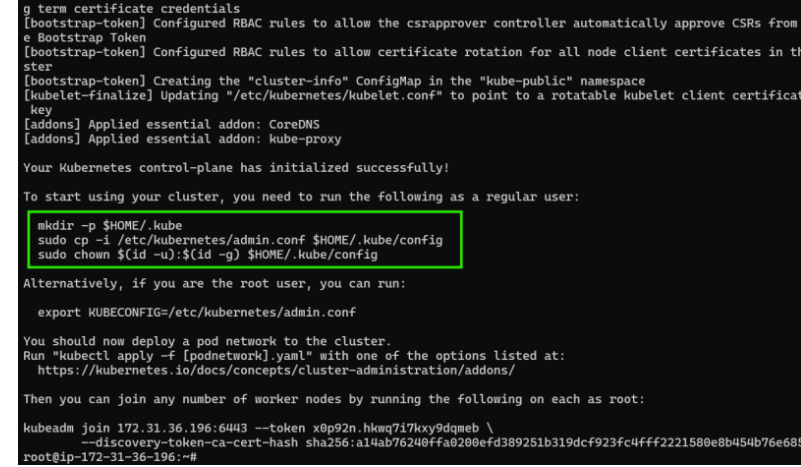 g term certificate credentials
[bootstrap-token] Configured RBAC rules to allow the csrapprover controller automatically approve CSRs from
e Bootstrap Token
[bootstrap-token] Configured RBAC rules to allow certificate rotation for all node client certificates in th
ster
[bootstrap-token] Creating the "cluster-info" ConfigMap in the "kube-public" namespace
[kubelet-finalize] Updating "/etc/kubernetes/kubelet.conf" to point to a rotatable kubelet client certificat
key
[addons] Applied essential addon: CoreDNS
[addons] Applied essential addon: kube-proxy
Your Kubernetes control-plane has initialized successfully!
To start using your cluster, you need to run the following as a regular user:
mkdir -p $HOME/.kube
sudo cp -i /etc/kubernetes/admin.conf $HOME/.kube/config
sudo chown $(id -u):$(id -g) $HOME/.kube/config
Alternatively, if you are the root user, you can run:
export KUBECONFIG=/etc/kubernetes/admin.conf
You should now deploy a pod network to the cluster.
Run "kubectl apply -f [podnetwork].yaml" with one of the options listed at:
https://kubernetes.io/docs/concepts/cluster-administration/addons/
Then you can join any number of worker nodes by running the following on each as root:
kubeadm join 172.31.36.196:6443 --token x0p92n.hkwq7i7kxy9dqmeb \
--discovery-token-ca-cert-hash sha256:a14ab76240ffa0200efd389251b319dcf923fc4fff2221580e8b454b76e685
root@ip-172-31-36-196:~#